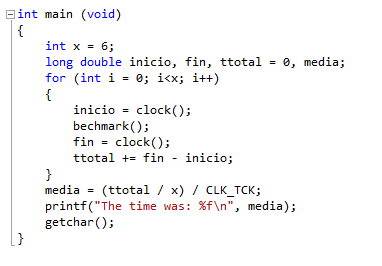 int main (void)
{
int x = 6;
long double inicio, fin, ttotal = 0, media;
for (int i = 0; i<x; i++)
{
inicio = clock();
bechmark();
fin = clock();
ttotal += fin - inicio;
}
media = (ttotal / x) / CLK_TCK;
printf("The time was: %f\n", media);
getchar();
}